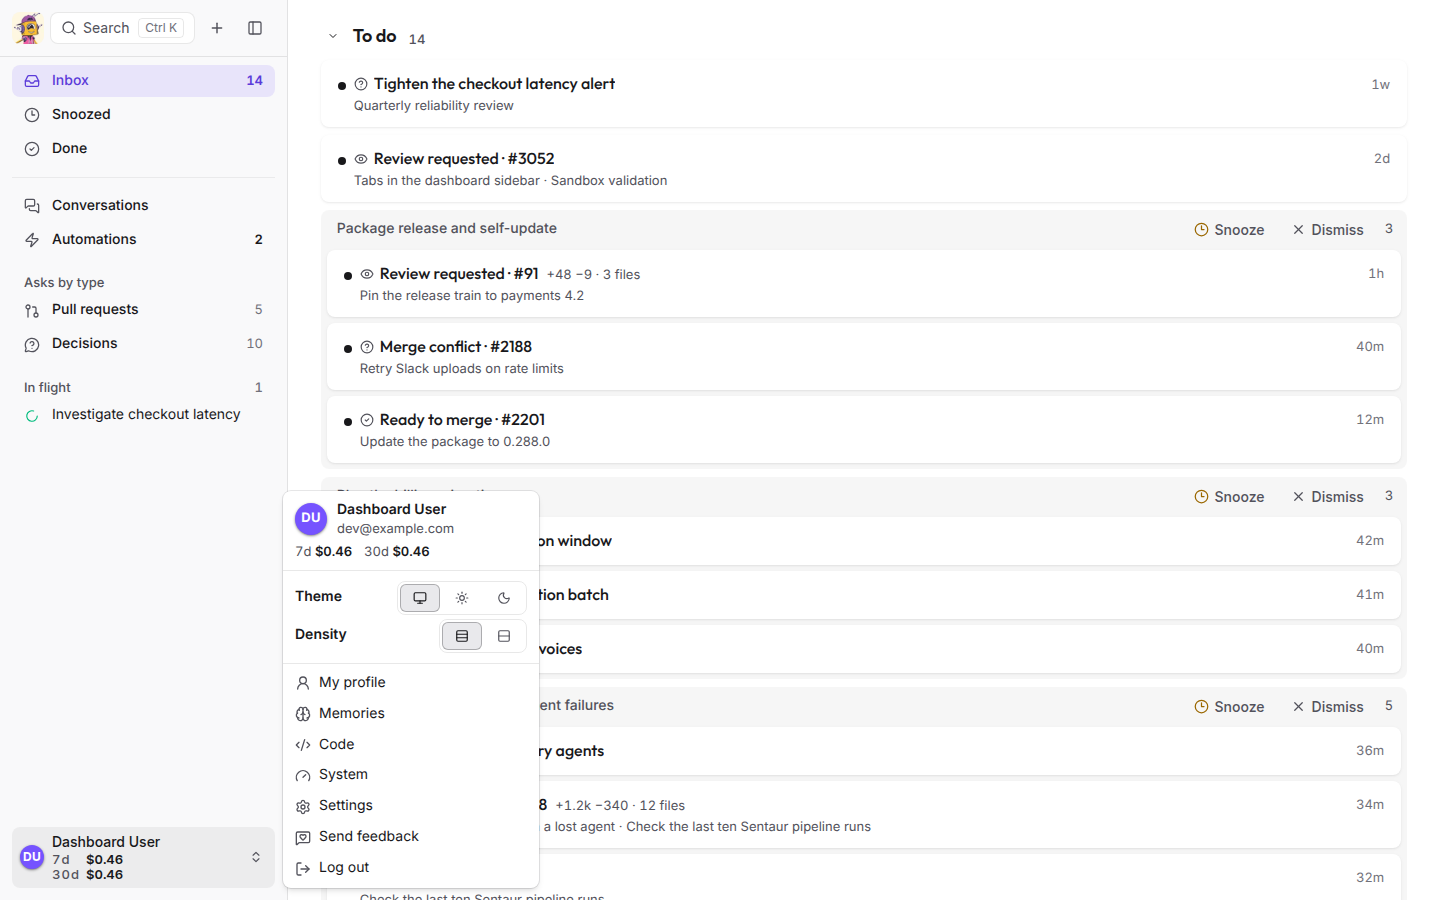 Search Ctrl K
Inbox 14
Snoozed
Done
Conversations
Automations 2
Asks by type
Pull requests 5
Decisions 10
In flight 1
Investigate checkout latency
DU Dashboard User
7d $0.46
30d $0.46
To do 14
Tighten the checkout latency alert 1w
Quarterly reliability review
Review requested · #3052 2d
Tabs in the dashboard sidebar · Sandbox validation
Package release and self-update Snooze Dismiss 3
Review requested · #91 +48 −9 · 3 files 1h
Pin the release train to payments 4.2
Merge conflict · #2188 40m
Retry Slack uploads on rate limits
Ready to merge · #2201 12m
Update the package to 0.288.0
Snooze Dismiss 3
on window 42m
tion batch 41m
voices 40m
ent failures Snooze Dismiss 5
ry agents 36m
8 +1.2k −340 · 12 files 34m
a lost agent · Check the last ten Sentaur pipeline runs
32m
Check the last ten Sentaur pipeline runs
DU Dashboard User
dev@example.com
7d $0.46 30d $0.46
Theme
Density
My profile
Memories
Code
System
Settings
Send feedback
Log out